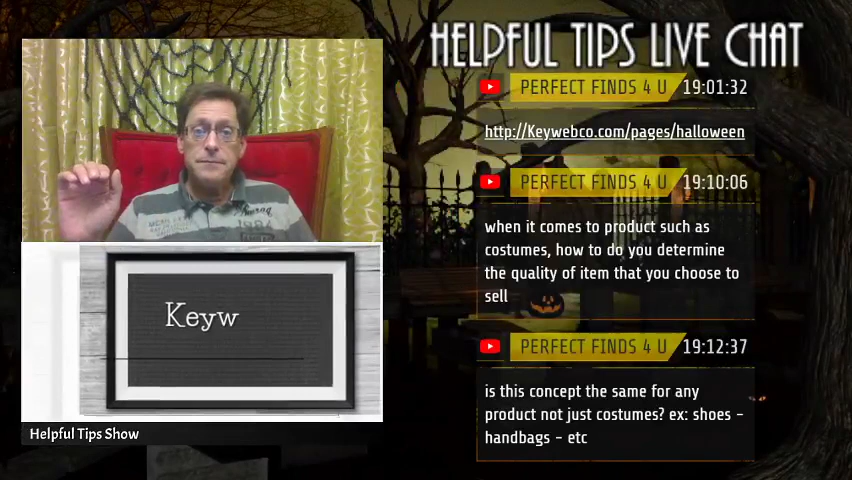 HELPFUL TIPS LIVE CHAT
PERFECT FINDS 4 U 19:01:32
http://Keywebco.com/pages/halloween
PERFECT FINDS 4 U 19:10:06
when it comes to product such as
costumes, how to do you determine
the quality of item that you choose to
sell
PERFECT FINDS 4 U 19:12:37
is this concept the same for any
product not just costumes? ex: shoes -
handbags - etc
Keyw
Helpful Tips Show